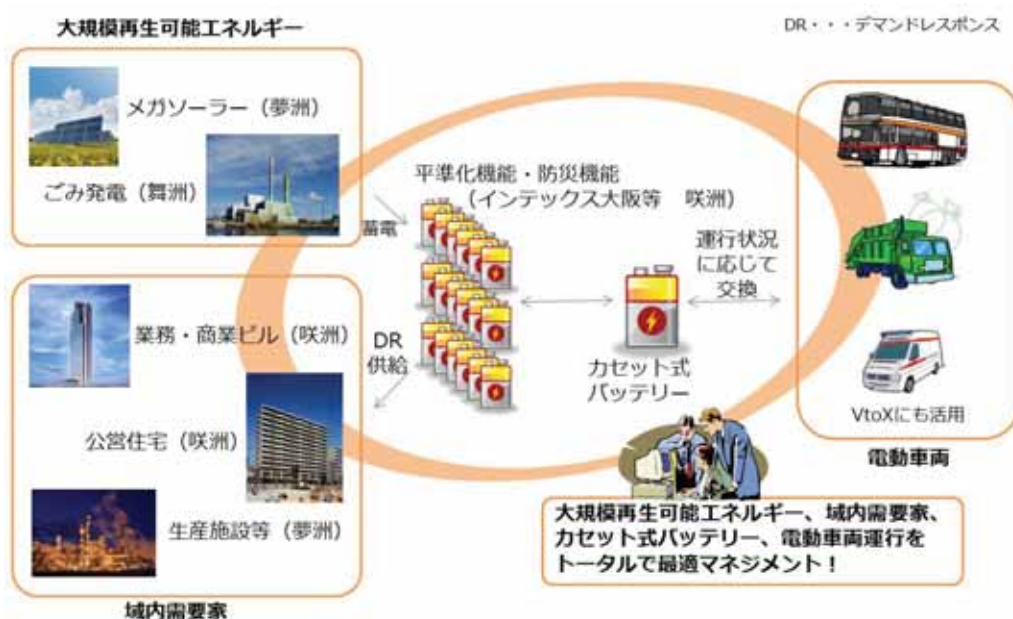 大規模再生可能エネルギー
DR・・・デマンドレスポンス
メガソーラー（夢洲）
ごみ発電（舞洲）
平準化機能・防災機能
（インテックス大阪等　咲洲）
蓄電
運行状況
に応じて
交換
業務・商業ビル（咲洲）
DR
供給
カセット式
バッテリー
VtoXにも活用
公営住宅（咲洲）
電動車両
生産施設等（夢洲）
大規模再生可能エネルギー、域内需要家、
カセット式バッテリー、電動車両運行を
トータルで最適マネジメント！
域内需要家